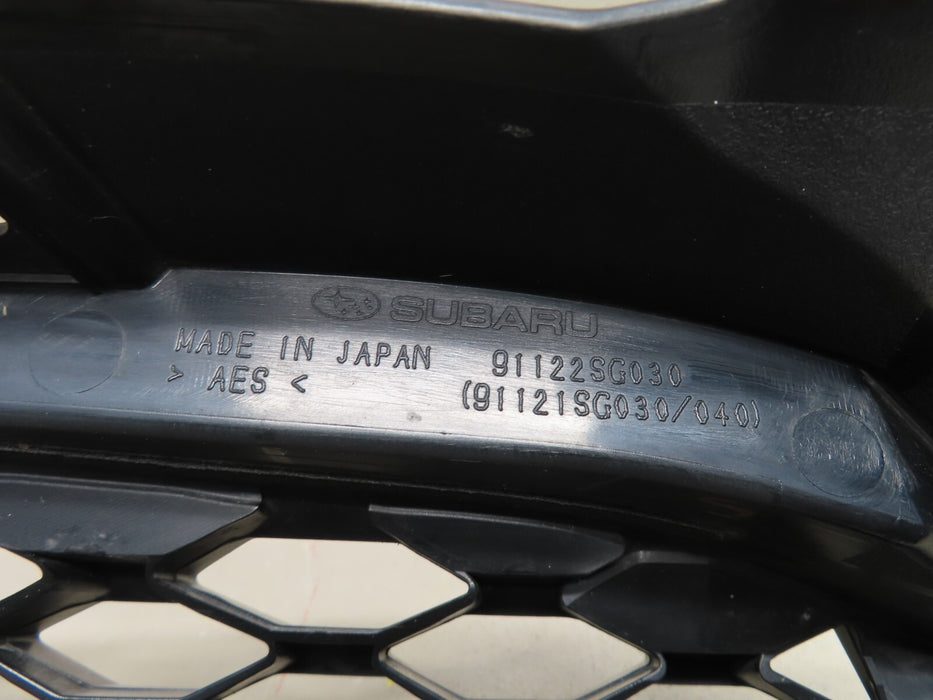 SUBARU
MADE IN JAPAN 91122SG030
> AES < (91121SG030/040)